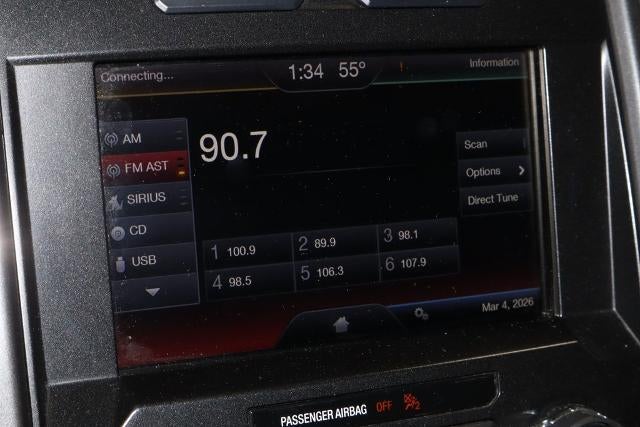 Connecting...
1:34 55° !
Information
AM
FM AST
SIRIUS
CD
USB
90.7
Scan
Options
Direct Tune
1 100.9 2 89.9 3 98.1
4 98.5 5 106.3 6 107.9
Mar 4, 2026
PASSENGER AIRBAG OFF 2